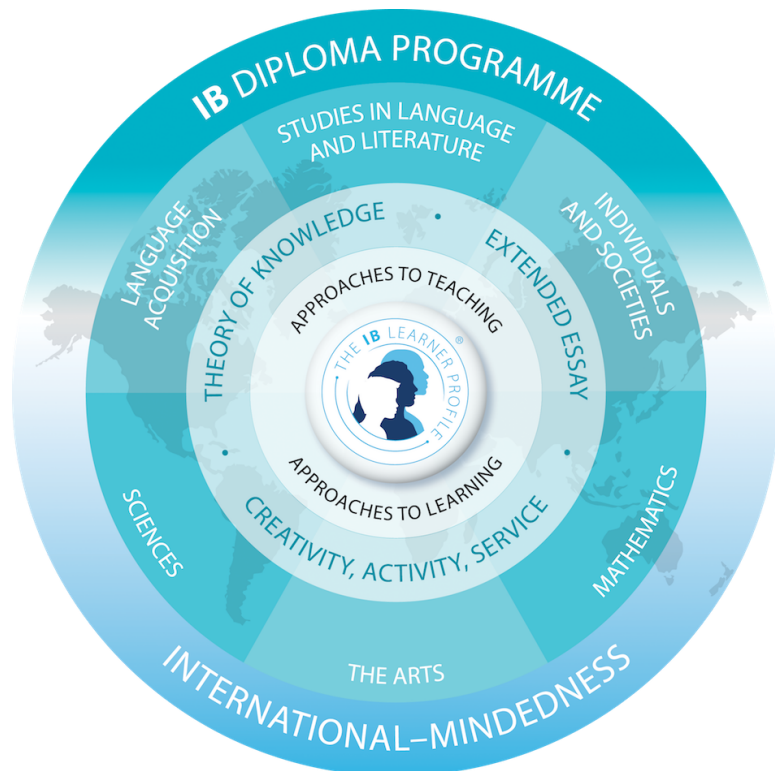 IB DIPLOMA PROGRAMME
STUDIES IN LANGUAGE
AND LITERATURE
LANGUAGE
ACQUISITION
INDIVIDUALS
AND SOCIETIES
THEORY OF KNOWLEDGE
·
EXTENDED ESSAY
APPROACHES TO TEACHING
THE IB LEARNER PROFILE
®
APPROACHES TO LEARNING
·
CREATIVITY, ACTIVITY, SERVICE
·
SCIENCES
MATHEMATICS
THE ARTS
INTERNATIONAL–MINDEDNESS